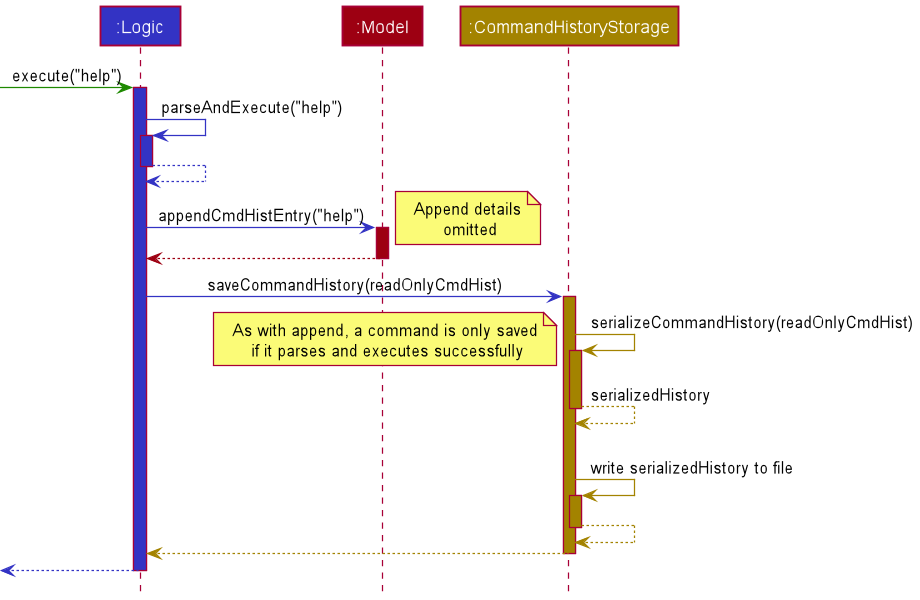 :Logic
:Model
:CommandHistoryStorage
execute("help")
parseAndExecute("help")
appendCmdHistEntry("help")
Append details
omitted
saveCommandHistory(readOnlyCmdHist)
As with append, a command is only saved
if it parses and executes successfully
serializeCommandHistory(readOnlyCmdHist)
serializedHistory
write serializedHistory to file